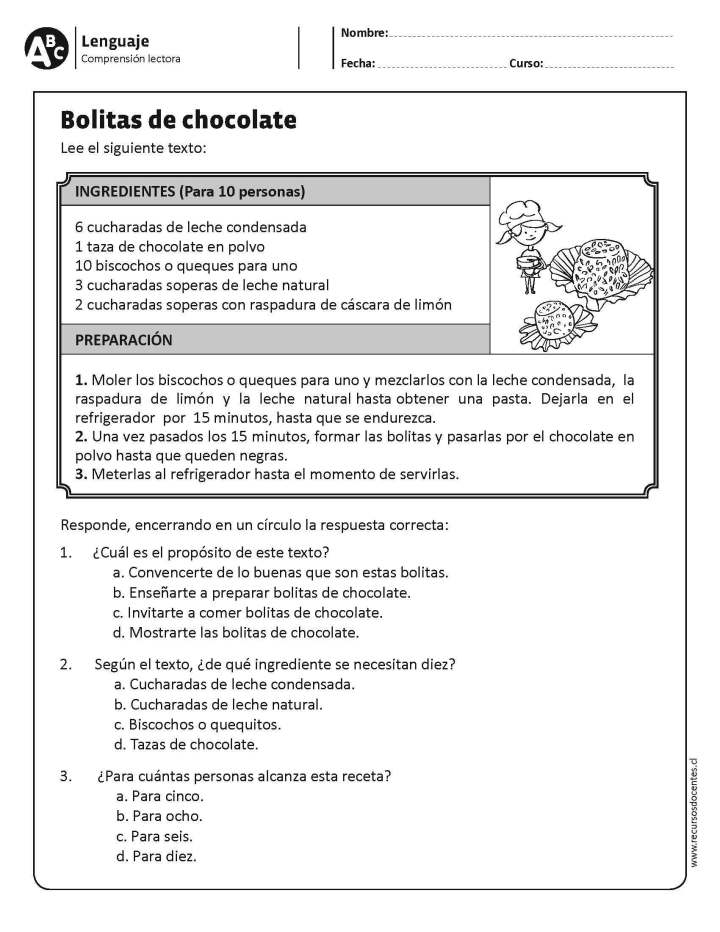 ABC
Lenguaje
Comprensión lectora
Nombre:
Fecha: Curso:
Bolitas de chocolate
Lee el siguiente texto:
INGREDIENTES (Para 10 personas)
6 cucharadas de leche condensada
1 taza de chocolate en polvo
10 biscochos o queques para uno
3 cucharadas soperas de leche natural
2 cucharadas soperas con raspadura de cáscara de limón
PREPARACIÓN
1. Moler los biscochos o queques para uno y mezclarlos con la leche condensada, la
raspadura de limón y la leche natural hasta obtener una pasta. Dejarla en el
refrigerador por 15 minutos, hasta que se endurezca.
2. Una vez pasados los 15 minutos, formar las bolitas y pasarlas por el chocolate en
polvo hasta que queden negras.
3. Meterlas al refrigerador hasta el momento de servirlas.
Responde, encerrando en un círculo la respuesta correcta:
1. ¿Cuál es el propósito de este texto?
a. Convencerte de lo buenas que son estas bolitas.
b. Enseñarte a preparar bolitas de chocolate.
c. Invitarte a comer bolitas de chocolate.
d. Mostrarte las bolitas de chocolate.
2. Según el texto, ¿de qué ingrediente se necesitan diez?
a. Cucharadas de leche condensada.
b. Cucharadas de leche natural.
c. Biscochos o quequitos.
d. Tazas de chocolate.
3. ¿Para cuántas personas alcanza esta receta?
a. Para cinco.
b. Para ocho.
c. Para seis.
d. Para diez.
www.recursosdocentes.cl